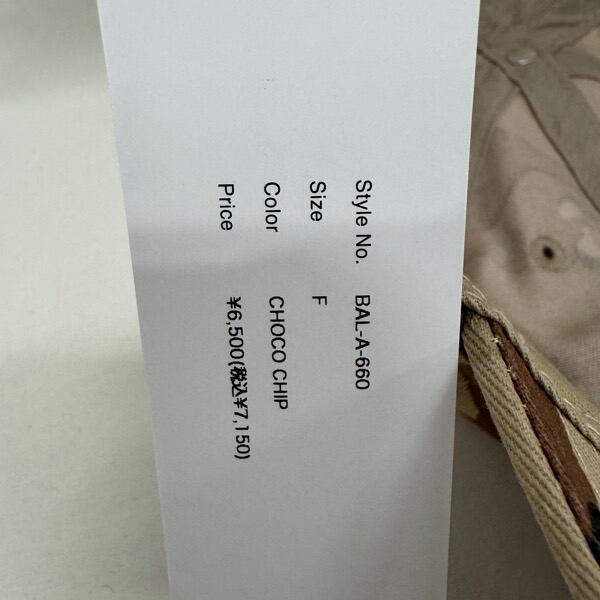 Style No. BAL-A-660
Size F
Color CHOCO CHIP
Price ¥6,500(税込¥7,150)